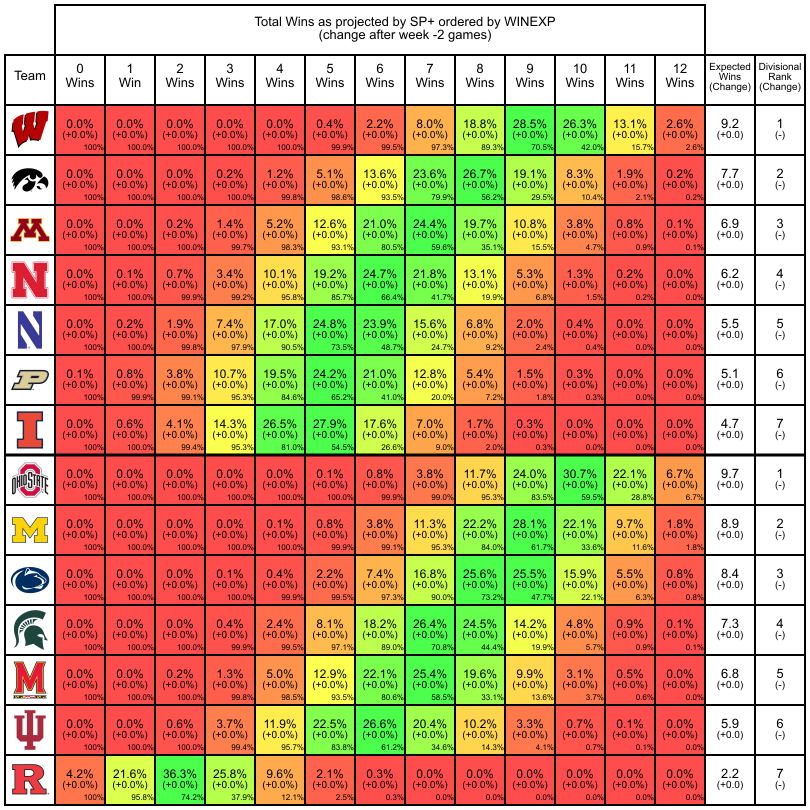 Total Wins as projected by SP+ ordered by WINEXP
(change after week -2 games)
Team 0 Wins 1 Win 2 Wins 3 Wins 4 Wins 5 Wins 6 Wins 7 Wins 8 Wins 9 Wins 10 Wins 11 Wins 12 Wins Expected Wins (Change) Divisional Rank (Change)
W 0.0% 0.0% 0.0% 0.0% 0.0% 0.4% 2.2% 8.0% 18.8% 28.5% 26.3% 13.1% 2.6% 9.2 1
(+0.0%) (+0.0%) (+0.0%) (+0.0%) (+0.0%) (+0.0%) (+0.0%) (+0.0%) (+0.0%) (+0.0%) (+0.0%) (+0.0%) (+0.0%) (+0.0) (-)
100% 100.0% 100.0% 100.0% 100.0% 99.9% 99.5% 97.3% 89.3% 70.5% 42.0% 15.7% 2.6%
0.0% 0.0% 0.0% 0.2% 1.2% 5.1% 13.6% 23.6% 26.7% 19.1% 8.3% 1.9% 0.2% 7.7 2
(+0.0%) (+0.0%) (+0.0%) (+0.0%) (+0.0%) (+0.0%) (+0.0%) (+0.0%) (+0.0%) (+0.0%) (+0.0%) (+0.0%) (+0.0%) (+0.0) (-)
100% 100.0% 100.0% 100.0% 99.8% 98.6% 93.5% 79.9% 56.2% 29.5% 10.4% 2.1% 0.2%
M 0.0% 0.0% 0.2% 1.4% 5.2% 12.6% 21.0% 24.4% 19.7% 10.8% 3.8% 0.8% 0.1% 6.9 3
(+0.0%) (+0.0%) (+0.0%) (+0.0%) (+0.0%) (+0.0%) (+0.0%) (+0.0%) (+0.0%) (+0.0%) (+0.0%) (+0.0%) (+0.0%) (+0.0) (-)
100% 100.0% 100.0% 99.7% 98.3% 93.1% 80.5% 59.6% 35.1% 15.5% 4.7% 0.9% 0.1%
N 0.0% 0.1% 0.7% 3.4% 10.1% 19.2% 24.7% 21.8% 13.1% 5.3% 1.3% 0.2% 0.0% 6.2 4
(+0.0%) (+0.0%) (+0.0%) (+0.0%) (+0.0%) (+0.0%) (+0.0%) (+0.0%) (+0.0%) (+0.0%) (+0.0%) (+0.0%) (+0.0%) (+0.0) (-)
100% 100.0% 99.9% 99.2% 95.8% 85.7% 66.4% 41.7% 19.9% 6.8% 1.5% 0.2% 0.0%
N 0.0% 0.2% 1.9% 7.4% 17.0% 24.8% 23.9% 15.6% 6.8% 2.0% 0.4% 0.0% 0.0% 5.5 5
(+0.0%) (+0.0%) (+0.0%) (+0.0%) (+0.0%) (+0.0%) (+0.0%) (+0.0%) (+0.0%) (+0.0%) (+0.0%) (+0.0%) (+0.0%) (+0.0) (-)
100% 100.0% 99.8% 97.9% 90.5% 73.5% 48.7% 24.7% 9.2% 2.4% 0.4% 0.0% 0.0%
P 0.1% 0.8% 3.8% 10.7% 19.5% 24.2% 21.0% 12.8% 5.4% 1.5% 0.3% 0.0% 0.0% 5.1 6
(+0.0%) (+0.0%) (+0.0%) (+0.0%) (+0.0%) (+0.0%) (+0.0%) (+0.0%) (+0.0%) (+0.0%) (+0.0%) (+0.0%) (+0.0%) (+0.0) (-)
100% 99.9% 99.1% 95.3% 84.6% 65.2% 41.0% 20.0% 7.2% 1.8% 0.3% 0.0% 0.0%
I 0.0% 0.6% 4.1% 14.3% 26.5% 27.9% 17.6% 7.0% 1.7% 0.3% 0.0% 0.0% 0.0% 4.7 7
(+0.0%) (+0.0%) (+0.0%) (+0.0%) (+0.0%) (+0.0%) (+0.0%) (+0.0%) (+0.0%) (+0.0%) (+0.0%) (+0.0%) (+0.0%) (+0.0) (-)
100% 100.0% 99.4% 95.3% 81.0% 54.5% 26.6% 9.0% 2.0% 0.3% 0.0% 0.0% 0.0%
OHIO STATE 0.0% 0.0% 0.0% 0.0% 0.0% 0.1% 0.8% 3.8% 11.7% 24.0% 30.7% 22.1% 6.7% 9.7 1
(+0.0%) (+0.0%) (+0.0%) (+0.0%) (+0.0%) (+0.0%) (+0.0%) (+0.0%) (+0.0%) (+0.0%) (+0.0%) (+0.0%) (+0.0%) (+0.0) (-)
100% 100.0% 100.0% 100.0% 100.0% 100.0% 99.9% 99.0% 95.3% 83.5% 59.5% 28.8% 6.7%
M 0.0% 0.0% 0.0% 0.0% 0.1% 0.8% 3.8% 11.3% 22.2% 28.1% 22.1% 9.7% 1.8% 8.9 2
(+0.0%) (+0.0%) (+0.0%) (+0.0%) (+0.0%) (+0.0%) (+0.0%) (+0.0%) (+0.0%) (+0.0%) (+0.0%) (+0.0%) (+0.0%) (+0.0) (-)
100% 100.0% 100.0% 100.0% 100.0% 99.9% 99.1% 95.3% 84.0% 61.7% 33.6% 11.6% 1.8%
0.0% 0.0% 0.0% 0.1% 0.4% 2.2% 7.4% 16.8% 25.6% 25.5% 15.9% 5.5% 0.8% 8.4 3
(+0.0%) (+0.0%) (+0.0%) (+0.0%) (+0.0%) (+0.0%) (+0.0%) (+0.0%) (+0.0%) (+0.0%) (+0.0%) (+0.0%) (+0.0%) (+0.0) (-)
100% 100.0% 100.0% 100.0% 99.9% 99.5% 97.3% 90.0% 73.2% 47.7% 22.1% 6.3% 0.8%
0.0% 0.0% 0.0% 0.4% 2.4% 8.1% 18.2% 26.4% 24.5% 14.2% 4.8% 0.9% 0.1% 7.3 4
(+0.0%) (+0.0%) (+0.0%) (+0.0%) (+0.0%) (+0.0%) (+0.0%) (+0.0%) (+0.0%) (+0.0%) (+0.0%) (+0.0%) (+0.0%) (+0.0) (-)
100% 100.0% 100.0% 99.9% 99.5% 97.1% 89.0% 70.8% 44.4% 19.9% 5.7% 0.9% 0.1%
M 0.0% 0.0% 0.2% 1.3% 5.0% 12.9% 22.1% 25.4% 19.6% 9.9% 3.1% 0.5% 0.0% 6.8 5
(+0.0%) (+0.0%) (+0.0%) (+0.0%) (+0.0%) (+0.0%) (+0.0%) (+0.0%) (+0.0%) (+0.0%) (+0.0%) (+0.0%) (+0.0%) (+0.0) (-)
100% 100.0% 100.0% 99.8% 98.5% 93.5% 80.6% 58.5% 33.1% 13.6% 3.7% 0.6% 0.0%
IU 0.0% 0.0% 0.6% 3.7% 11.9% 22.5% 26.6% 20.4% 10.2% 3.3% 0.7% 0.1% 0.0% 5.9 6
(+0.0%) (+0.0%) (+0.0%) (+0.0%) (+0.0%) (+0.0%) (+0.0%) (+0.0%) (+0.0%) (+0.0%) (+0.0%) (+0.0%) (+0.0%) (+0.0) (-)
100% 100.0% 100.0% 99.4% 95.7% 83.8% 61.2% 34.6% 14.3% 4.1% 0.7% 0.1% 0.0%
R 4.2% 21.6% 36.3% 25.8% 9.6% 2.1% 0.3% 0.0% 0.0% 0.0% 0.0% 0.0% 0.0% 2.2 7
(+0.0%) (+0.0%) (+0.0%) (+0.0%) (+0.0%) (+0.0%) (+0.0%) (+0.0%) (+0.0%) (+0.0%) (+0.0%) (+0.0%) (+0.0%) (+0.0) (-)
100% 95.8% 74.2% 37.9% 12.1% 2.5% 0.3% 0.0% 0.0% 0.0% 0.0% 0.0% 0.0%